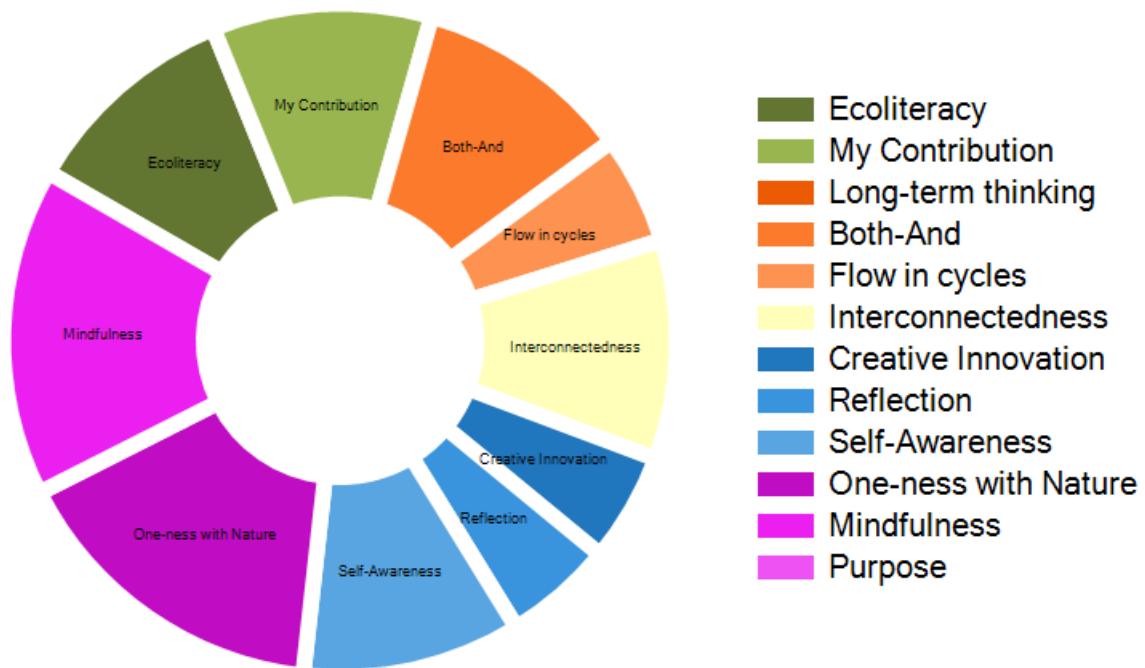 My Contribution
Both-And
Ecoliteracy
Flow in cycles
Mindfulness
Interconnectedness
Creative Innovation
Reflection
One-ness with Nature
Self-Awareness
Ecoliteracy
My Contribution
Long-term thinking
Both-And
Flow in cycles
Interconnectedness
Creative Innovation
Reflection
Self-Awareness
One-ness with Nature
Mindfulness
Purpose